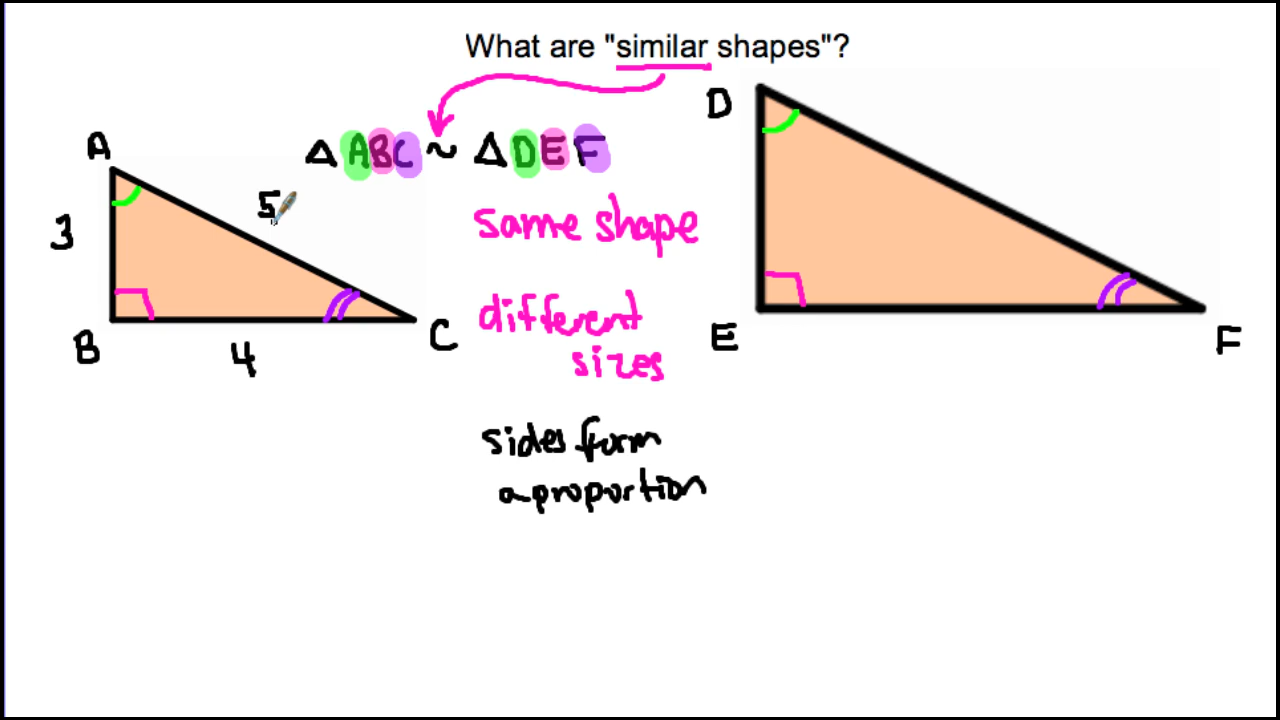 What are "similar shapes"?
△ ABC ~ △ DEF
A
3
5
B
4
C
same shape
different
sizes
sides form
a proportion
D
E
F